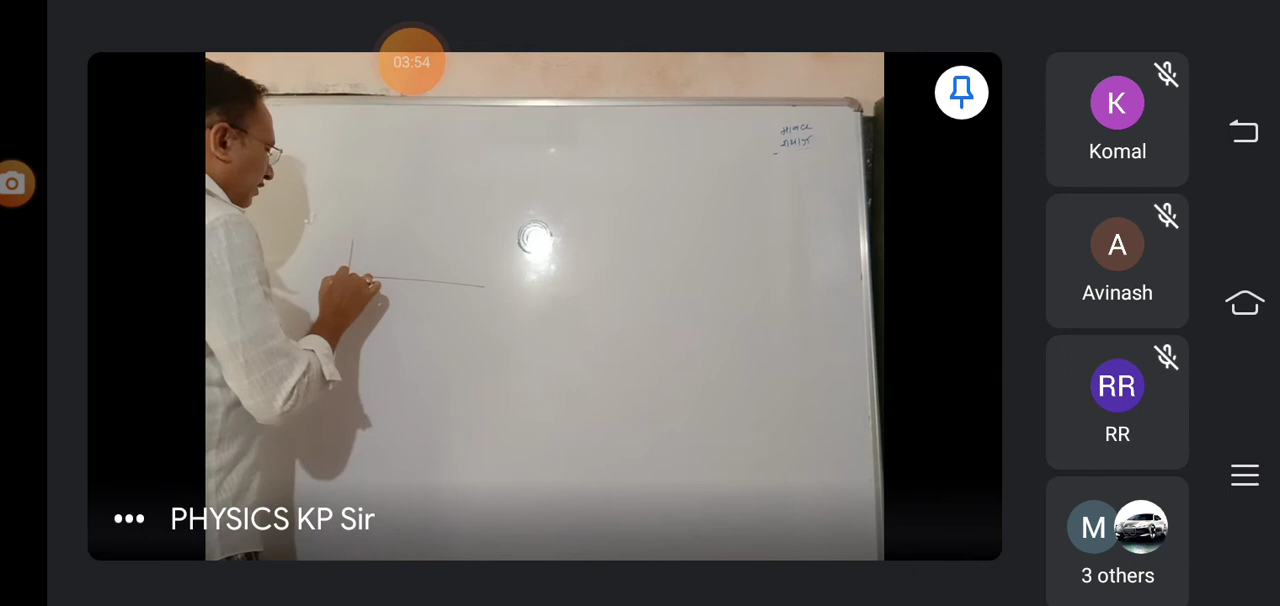 03:54
K
Komal
A
Avinash
RR
RR
M
3 others
PHYSICS KP Sir